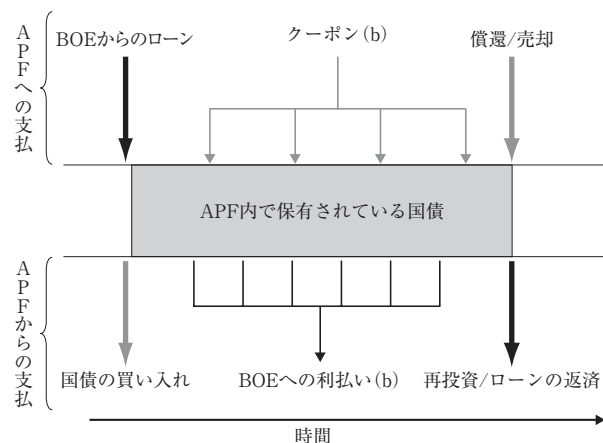 APFへの支払
BOEからのローン
クーポン(b)
償還/売却
APF内で保有されている国債
APFからの支払
国債の買い入れ
BOEへの利払い(b)
再投資/ローンの返済
時間